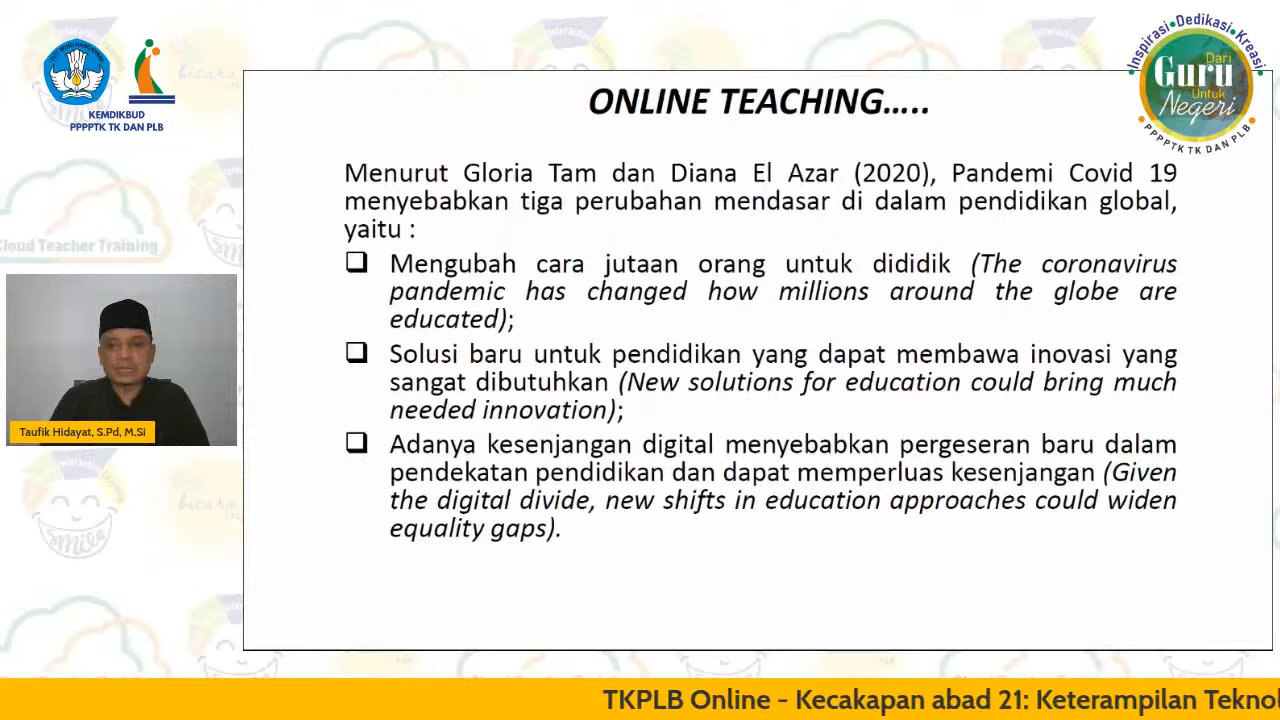 KEMDIKBUD
PPPPTK TK DAN PLB
Inspirasi•Dedikasi•Kreasi
Dari
Guru
Untuk
Negeri
PPPPTK TK DAN PLB
ONLINE TEACHING…..
Menurut Gloria Tam dan Diana El Azar (2020), Pandemi Covid 19
menyebabkan tiga perubahan mendasar di dalam pendidikan global,
yaitu :
❑ Mengubah cara jutaan orang untuk dididik (The coronavirus
pandemic has changed how millions around the globe are
educated);
❑ Solusi baru untuk pendidikan yang dapat membawa inovasi yang
sangat dibutuhkan (New solutions for education could bring much
needed innovation);
❑ Adanya kesenjangan digital menyebabkan pergeseran baru dalam
pendekatan pendidikan dan dapat memperluas kesenjangan (Given
the digital divide, new shifts in education approaches could widen
equality gaps).
Cloud Teacher Training
Taufik Hidayat, S.Pd, M.Si
smile
TKPLB Online - Kecakapan abad 21: Keterampilan Teknol